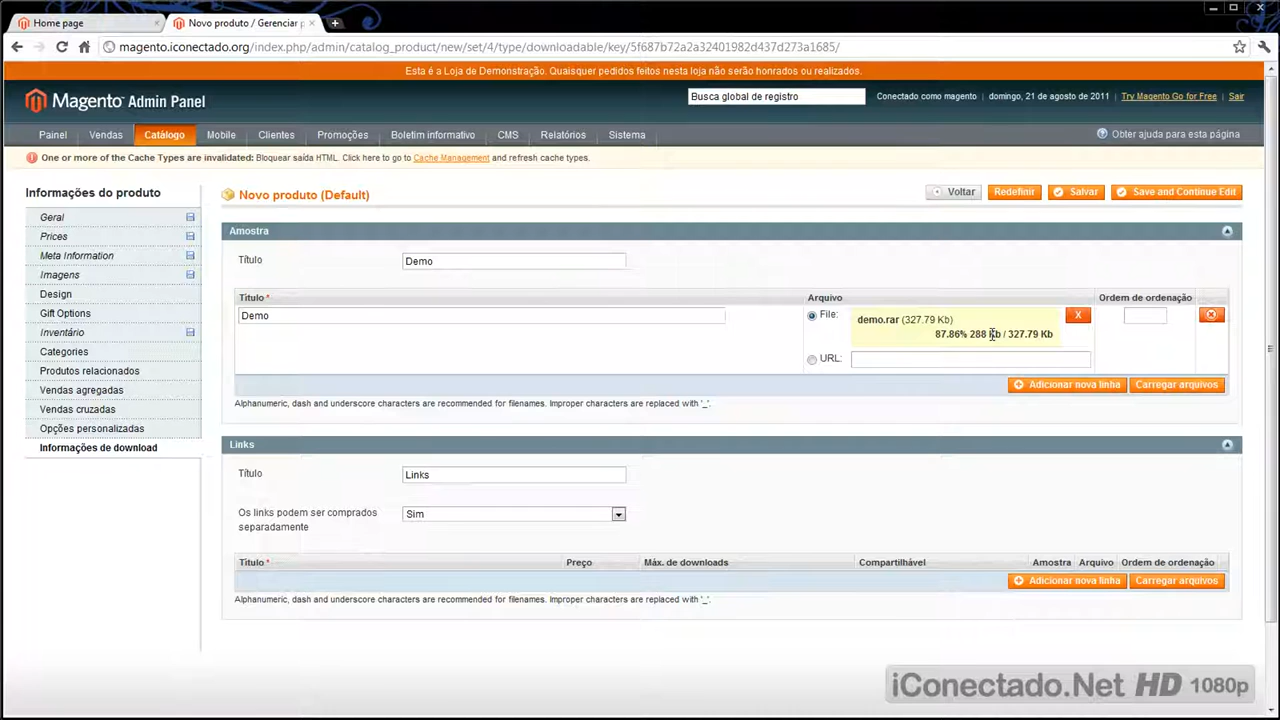 Home page
Novo produto / Gerenciar p
magento.iconectado.org/index.php/admin/catalog_product/new/set/4/type/downloadable/key/5f687b72a2a32401982d437d273a1685/
Esta é a Loja de Demonstração. Quaisquer pedidos feitos nesta loja não serão honrados ou realizados.
Magento Admin Panel
Busca global de registro
Conectado como magento
domingo, 21 de agosto de 2011
Try Magento Go for Free
Sair
Painel
Vendas
Catálogo
Mobile
Clientes
Promoções
Boletim informativo
CMS
Relatórios
Sistema
Obter ajuda para esta página
One or more of the Cache Types are invalidated: Bloquear saída HTML. Click here to go to Cache Management and refresh cache types.
Informações do produto
Geral
Prices
Meta Information
Imagens
Design
Gift Options
Inventário
Categories
Produtos relacionados
Vendas agregadas
Vendas cruzadas
Opções personalizadas
Informações de download
Novo produto (Default)
Voltar
Redefinir
Salvar
Save and Continue Edit
Amostra
Título
Demo
Título *
Arquivo
Ordem de ordenação
Demo
File:
demo.rar (327.79 Kb)
X
87.86% 288 Kb / 327.79 Kb
URL:
Adicionar nova linha
Carregar arquivos
Alphanumeric, dash and underscore characters are recommended for filenames. Improper characters are replaced with '_'.
Links
Título
Links
Os links podem ser comprados
separadamente
Sim
Título *
Preço
Máx. de downloads
Compartilhável
Amostra
Arquivo
Ordem de ordenação
Adicionar nova linha
Carregar arquivos
Alphanumeric, dash and underscore characters are recommended for filenames. Improper characters are replaced with '_'.
iConectado.Net HD 1080p